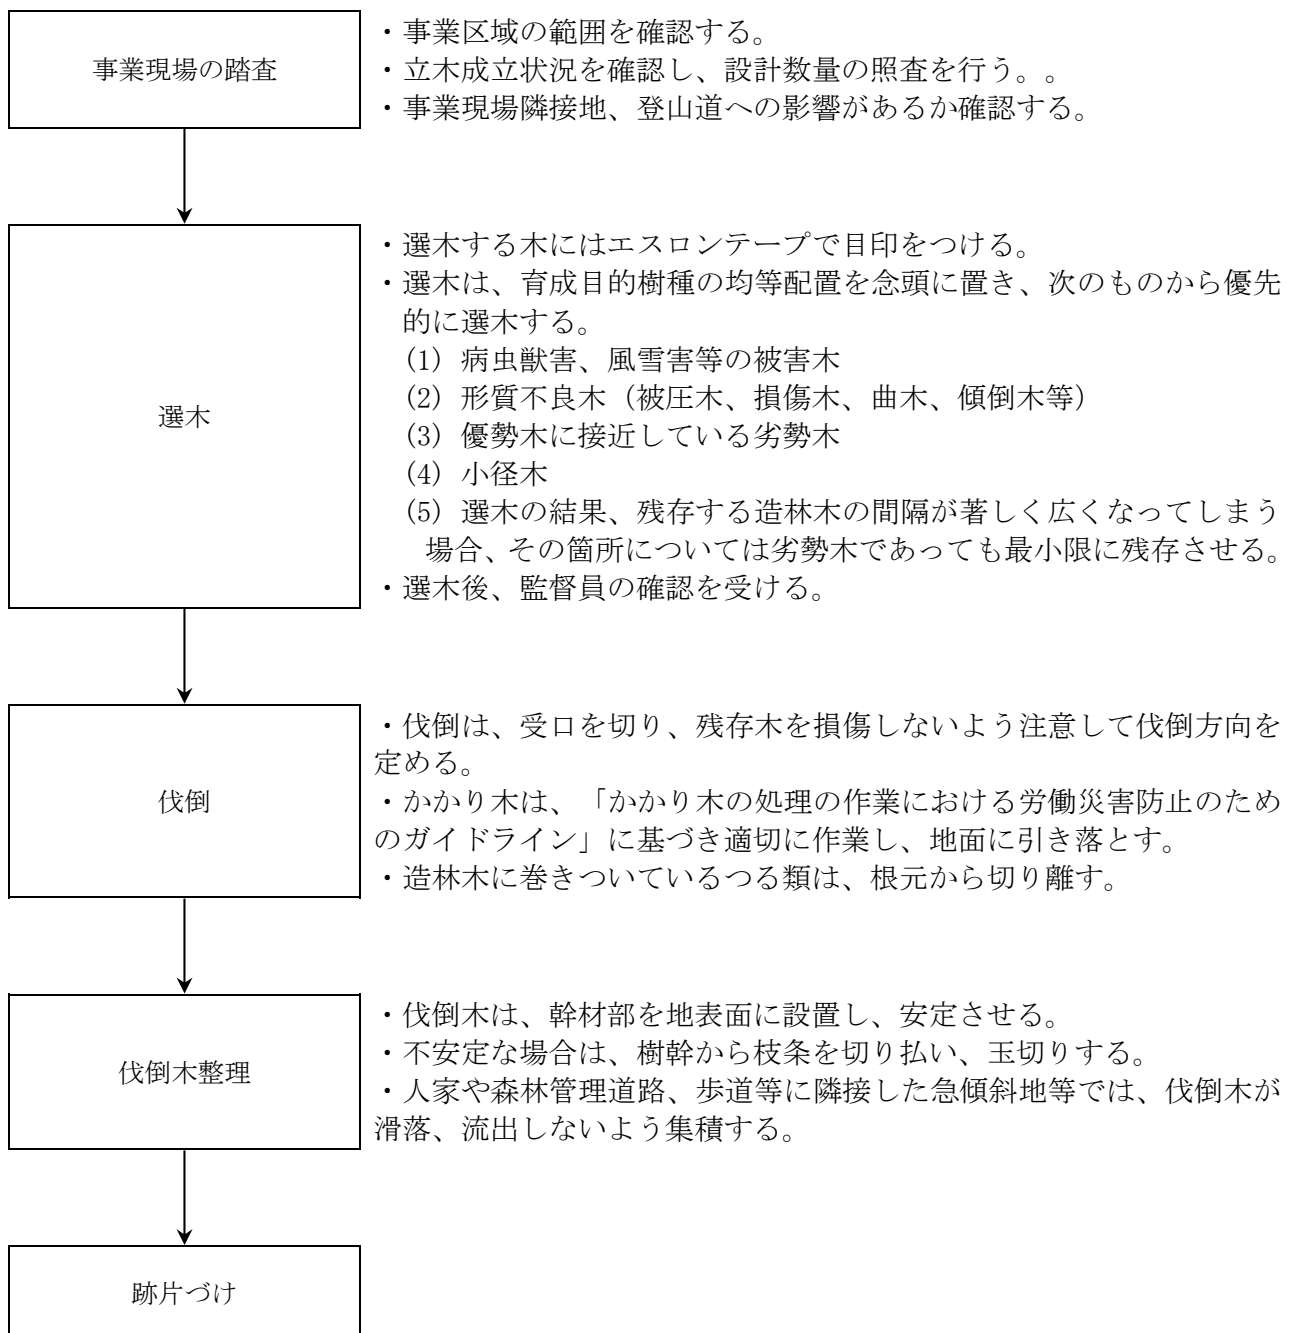 事業現場の踏査
・事業区域の範囲を確認する。
・立木成立状況を確認し、設計数量の照査を行う。。
・事業現場隣接地、登山道への影響があるか確認する。
選木
・選木する木にはエスロンテープで目印をつける。
・選木は、育成目的樹種の均等配置を念頭に置き、次のものから優先
的に選木する。
(1) 病虫獣害、風雪害等の被害木
(2) 形質不良木（被圧木、損傷木、曲木、傾倒木等）
(3) 優勢木に接近している劣勢木
(4) 小径木
(5) 選木の結果、残存する造林木の間隔が著しく広くなってしまう
場合、その箇所については劣勢木であっても最小限に残存させる。
・選木後、監督員の確認を受ける。
伐倒
・伐倒は、受口を切り、残存木を損傷しないよう注意して伐倒方向を
定める。
・かかり木は、「かかり木の処理の作業における労働災害防止のため
のガイドライン」に基づき適切に作業し、地面に引き落とす。
・造林木に巻きついているつる類は、根元から切り離す。
伐倒木整理
・伐倒木は、幹材部を地表面に設置し、安定させる。
・不安定な場合は、樹幹から枝条を切り払い、玉切りする。
・人家や森林管理道路、歩道等に隣接した急傾斜地等では、伐倒木が
滑落、流出しないよう集積する。
跡片づけ